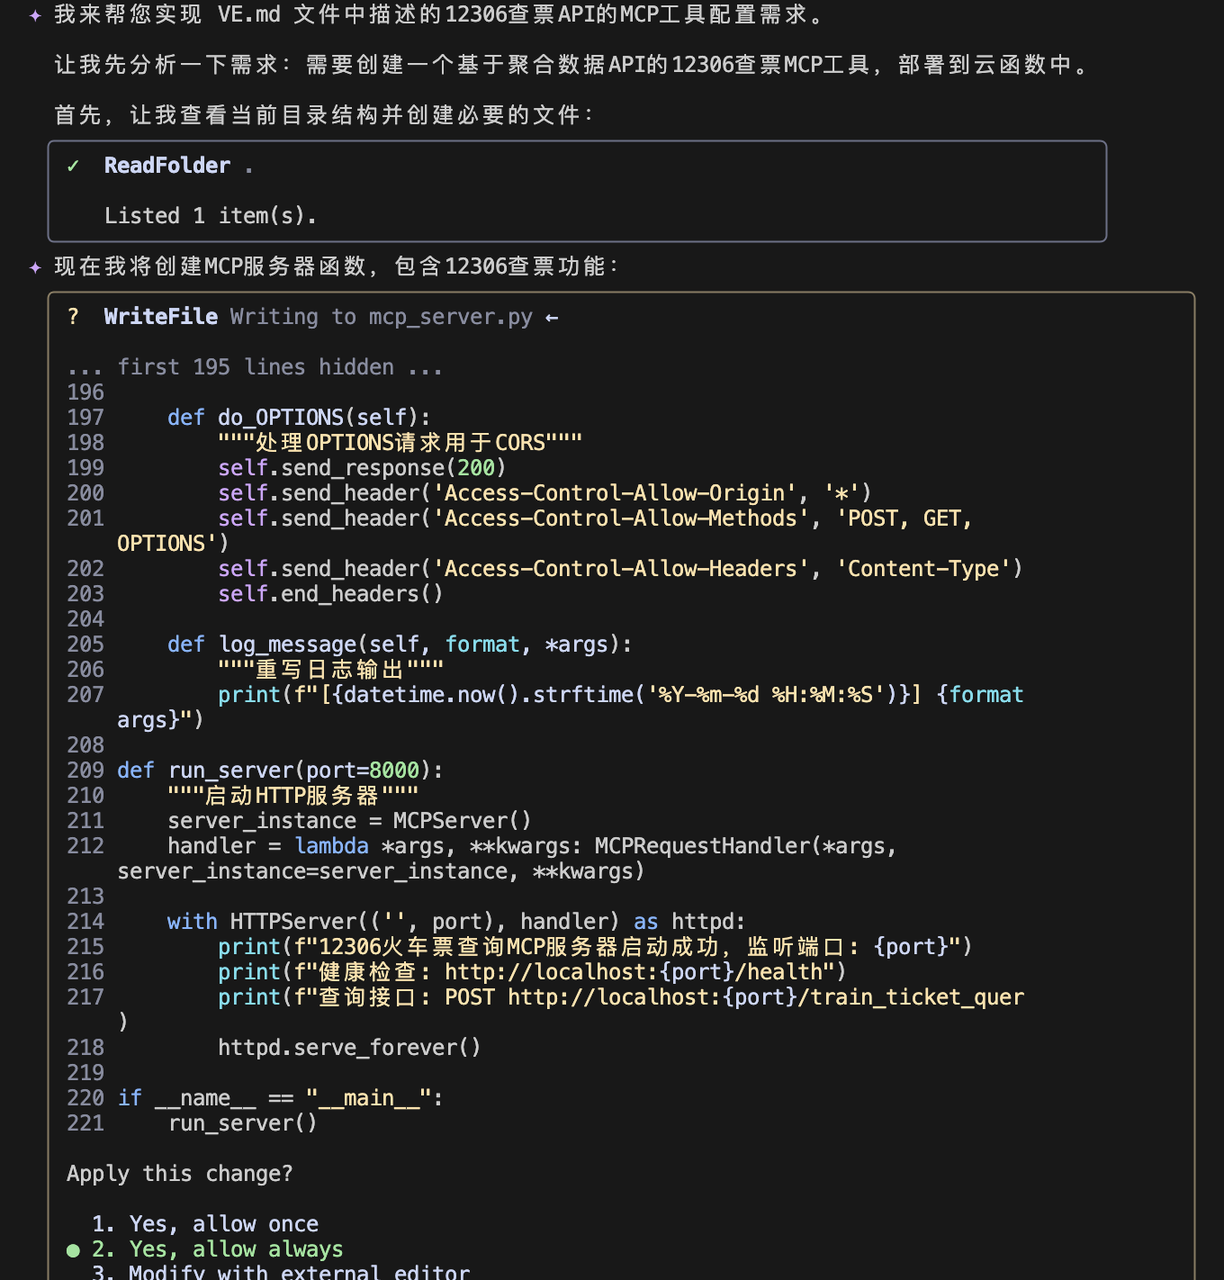 ✦ 我来帮您实现 VE.md 文件中描述的12306查票API的MCP工具配置需求。
让我先分析一下需求：需要创建一个基于聚合数据API的12306查票MCP工具，部署到云函数中。
首先，让我查看当前目录结构并创建必要的文件：
✓ ReadFolder .
Listed 1 item(s).
✦ 现在我将创建MCP服务器函数，包含12306查票功能：
? WriteFile Writing to mcp_server.py ←
... first 195 lines hidden ...
196
197     def do_OPTIONS(self):
198         """处理OPTIONS请求用于CORS"""
199         self.send_response(200)
200         self.send_header('Access-Control-Allow-Origin', '*')
201         self.send_header('Access-Control-Allow-Methods', 'POST, GET,
OPTIONS')
202         self.send_header('Access-Control-Allow-Headers', 'Content-Type')
203         self.end_headers()
204
205     def log_message(self, format, *args):
206         """重写日志输出"""
207         print(f"[{datetime.now().strftime('%Y-%m-%d %H:%M:%S')}] {format
args}")
208
209 def run_server(port=8000):
210     """启动HTTP服务器"""
211     server_instance = MCPServer()
212     handler = lambda *args, **kwargs: MCPRequestHandler(*args,
server_instance=server_instance, **kwargs)
213
214     with HTTPServer(('', port), handler) as httpd:
215         print(f"12306火车票查询MCP服务器启动成功，监听端口: {port}")
216         print(f"健康检查: http://localhost:{port}/health")
217         print(f"查询接口: POST http://localhost:{port}/train_ticket_quer
)
218         httpd.serve_forever()
219
220 if __name__ == "__main__":
221     run_server()
Apply this change?
1. Yes, allow once
● 2. Yes, allow always
3. Modify with external editor